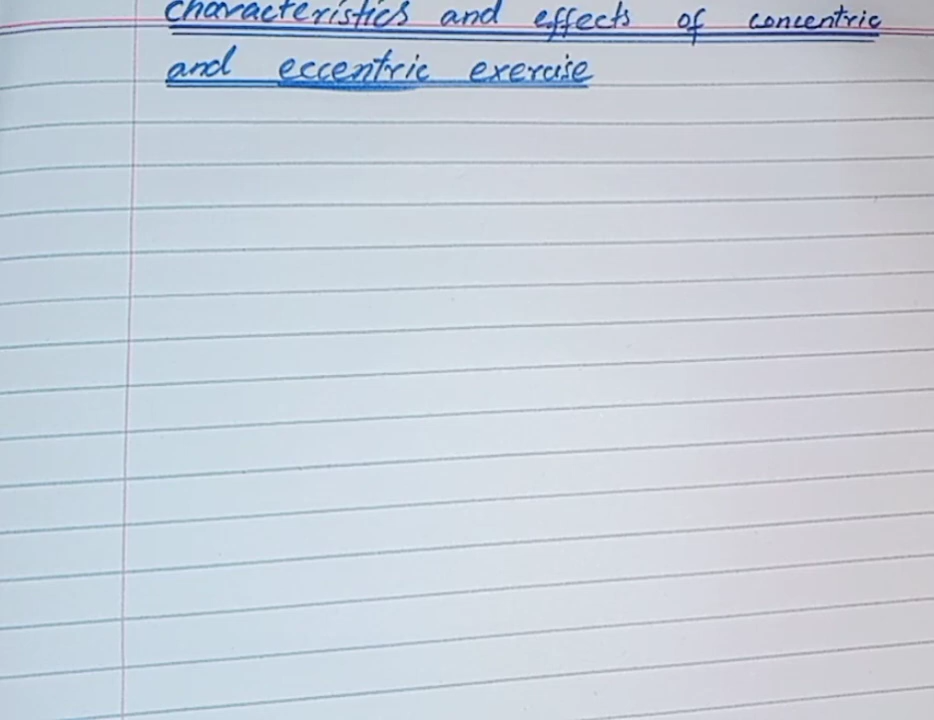 characteristics and effects of concentric
and eccentric exercise